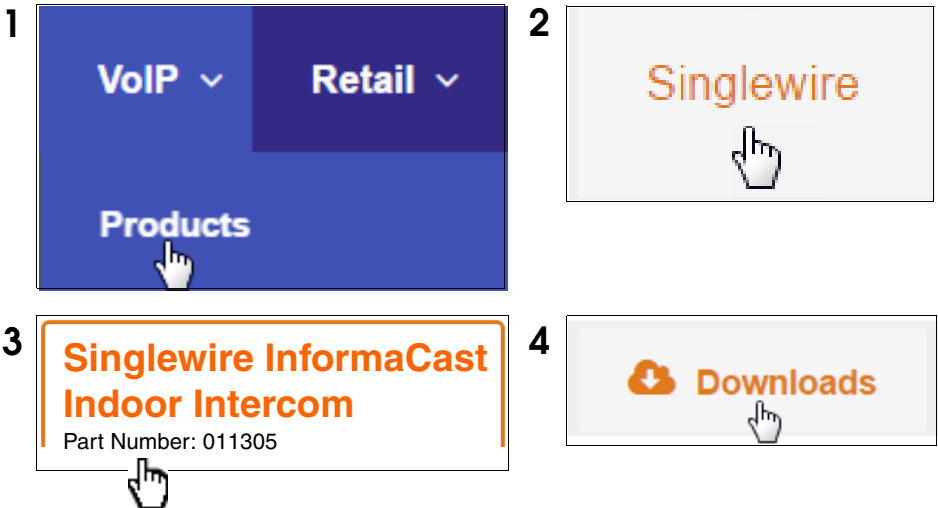 1
VoIP Retail
Products
2
Singlewire
3
Singlewire InformaCast
Indoor Intercom
Part Number: 011305
4
Downloads